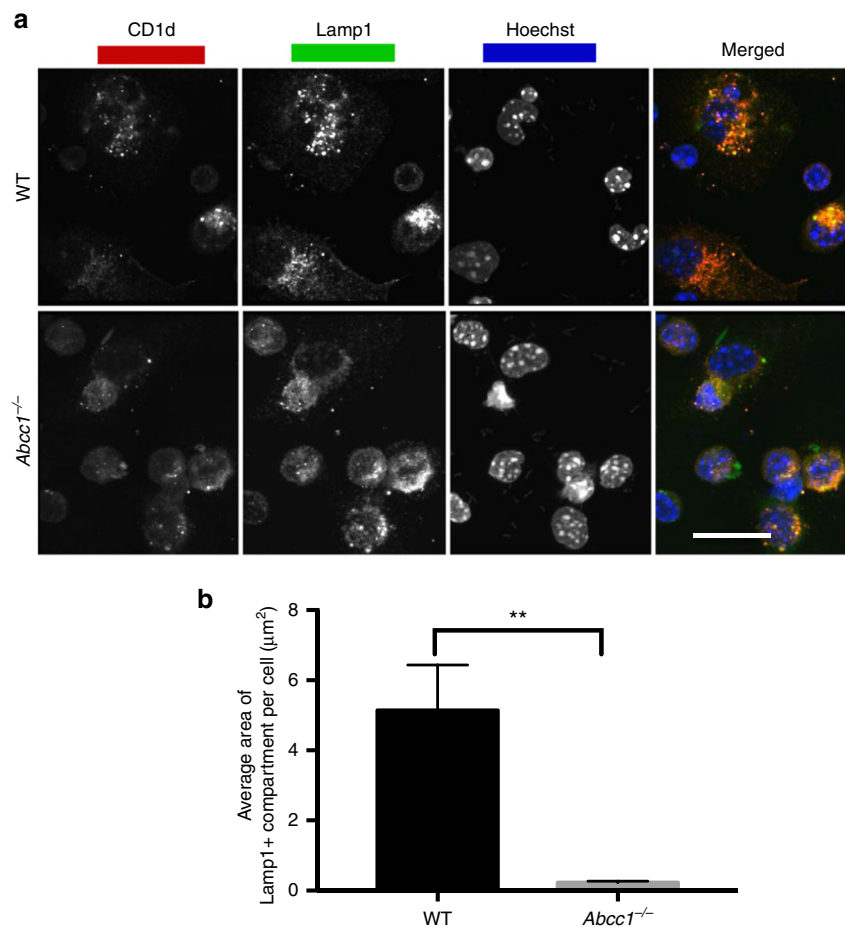 a
CD1d Lamp1 Hoechst Merged
WT
Abcc1–/–
b
Average area of
Lamp1+ compartment per cell (μm2)
8
6
4
2
0
**
WT Abcc1–/–